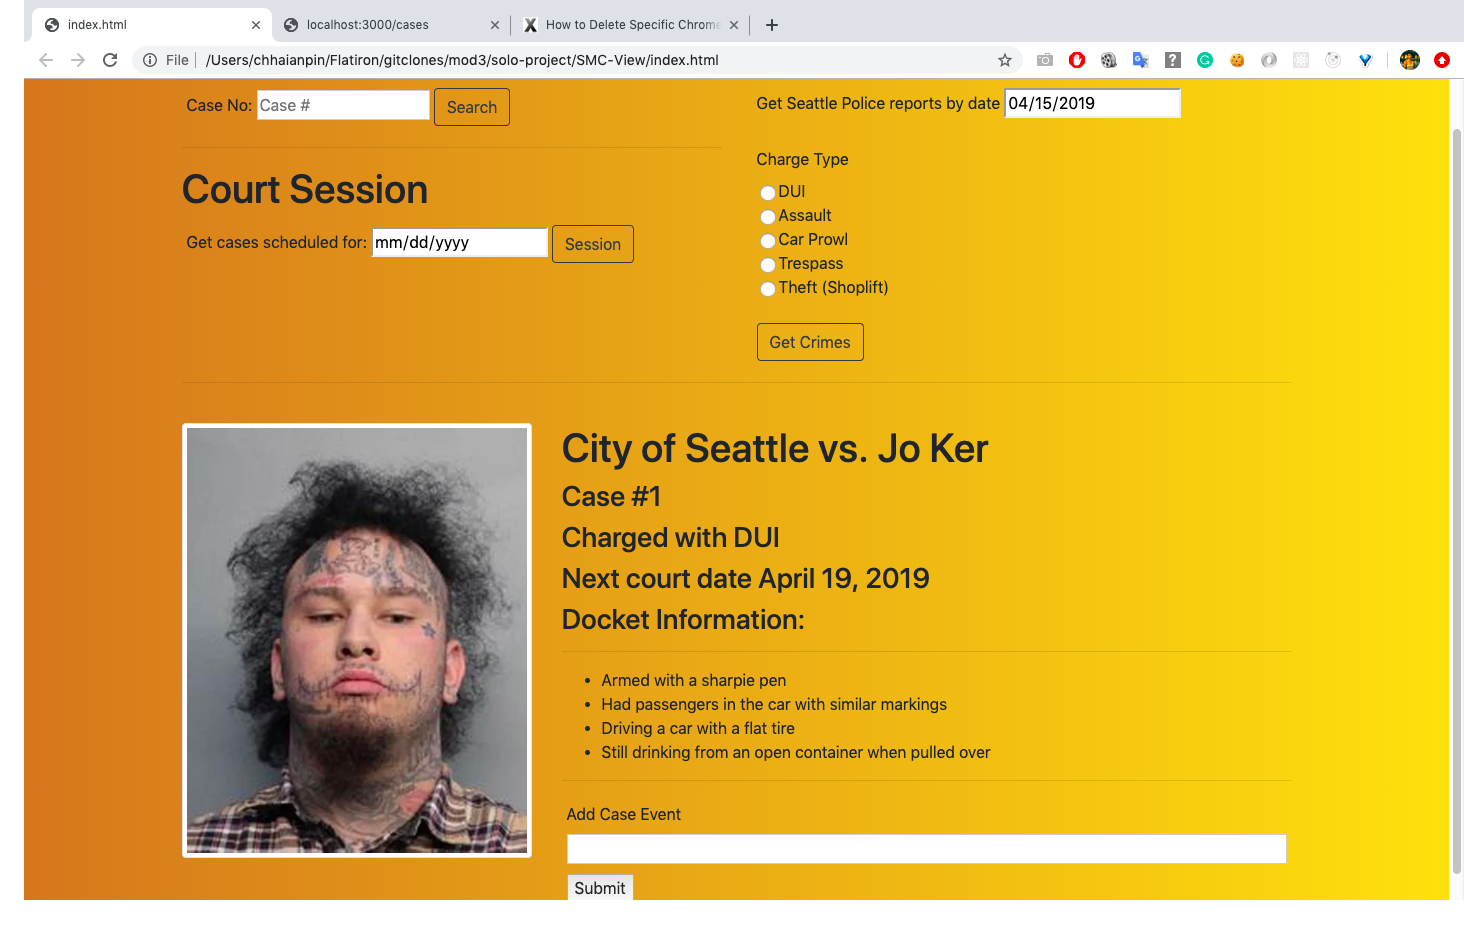 index.html
localhost:3000/cases
How to Delete Specific Chrome
File
/Users/chhaianpin/Flatiron/gitclones/mod3/solo-project/SMC-View/index.html
Case No: Case # Search
Court Session
Get cases scheduled for: mm/dd/yyyy Session
Get Seattle Police reports by date 04/15/2019
Charge Type
DUI
Assault
Car Prowl
Trespass
Theft (Shoplift)
Get Crimes
City of Seattle vs. Jo Ker
Case #1
Charged with DUI
Next court date April 19, 2019
Docket Information:
Armed with a sharpie pen
Had passengers in the car with similar markings
Driving a car with a flat tire
Still drinking from an open container when pulled over
Add Case Event
Submit